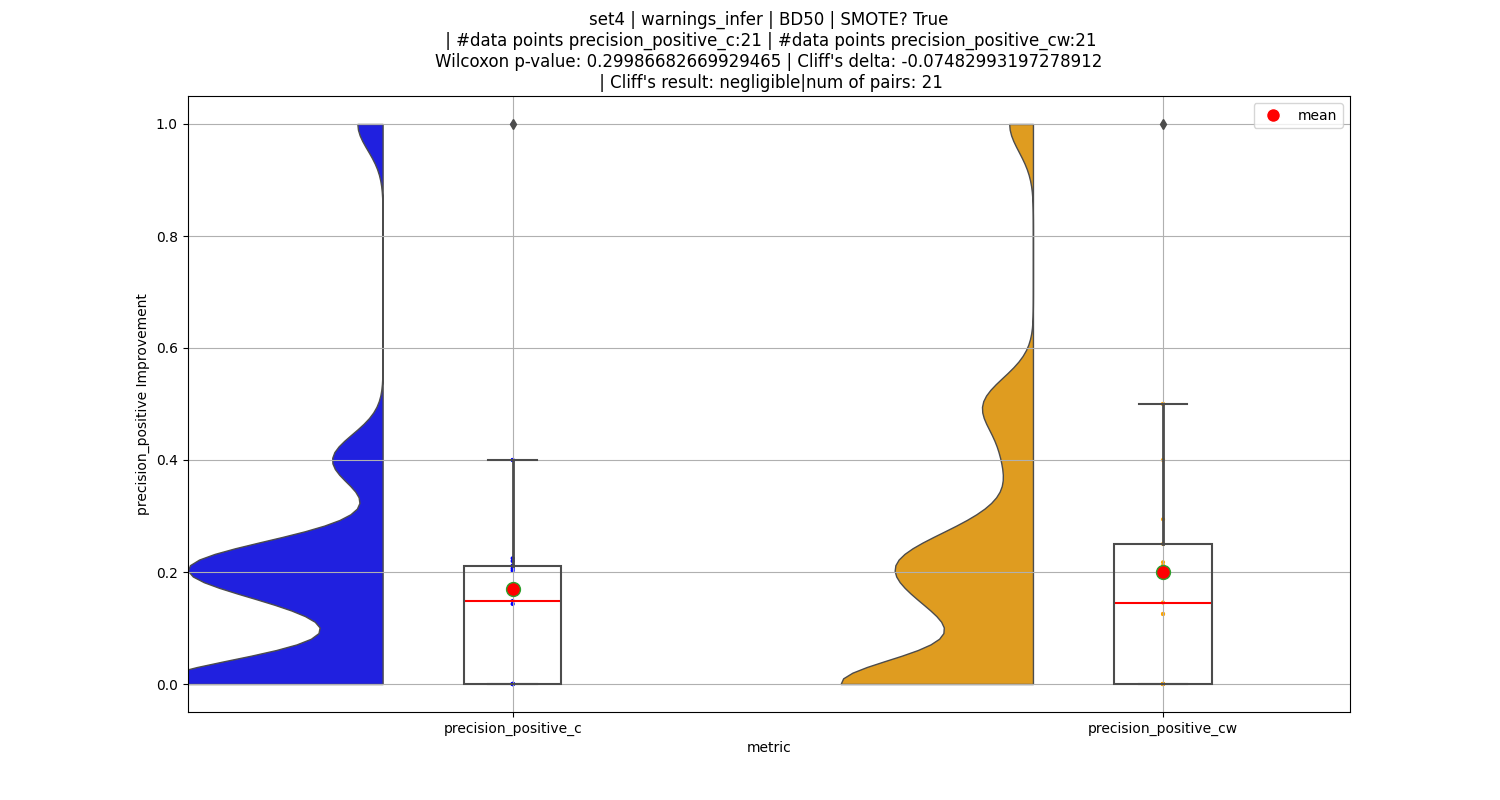 set4 | warnings_infer | BD50 | SMOTE? True
| #data points precision_positive_c:21 | #data points precision_positive_cw:21
Wilcoxon p-value: 0.29986682669929465 | Cliff's delta: -0.07482993197278912
| Cliff's result: negligible|num of pairs: 21
mean
1.0
0.8
0.6
0.4
0.2
0.0
precision_positive Improvement
precision_positive_c
precision_positive_cw
metric